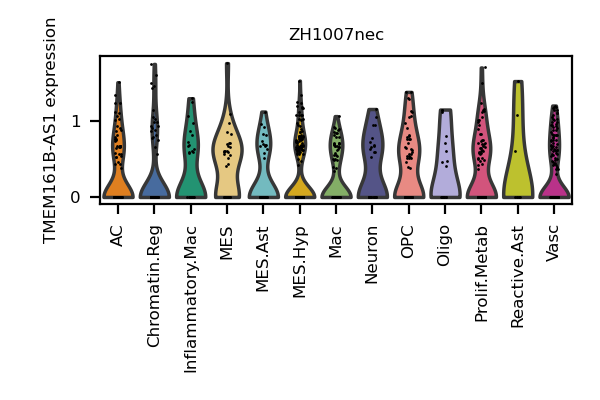 ZH1007nec
TMEM161B-AS1 expression
1
0
AC
Chromatin.Reg
Inflammatory.Mac
MES
MES.Ast
MES.Hyp
Mac
Neuron
OPC
Oligo
Prolif.Metab
Reactive.Ast
Vasc